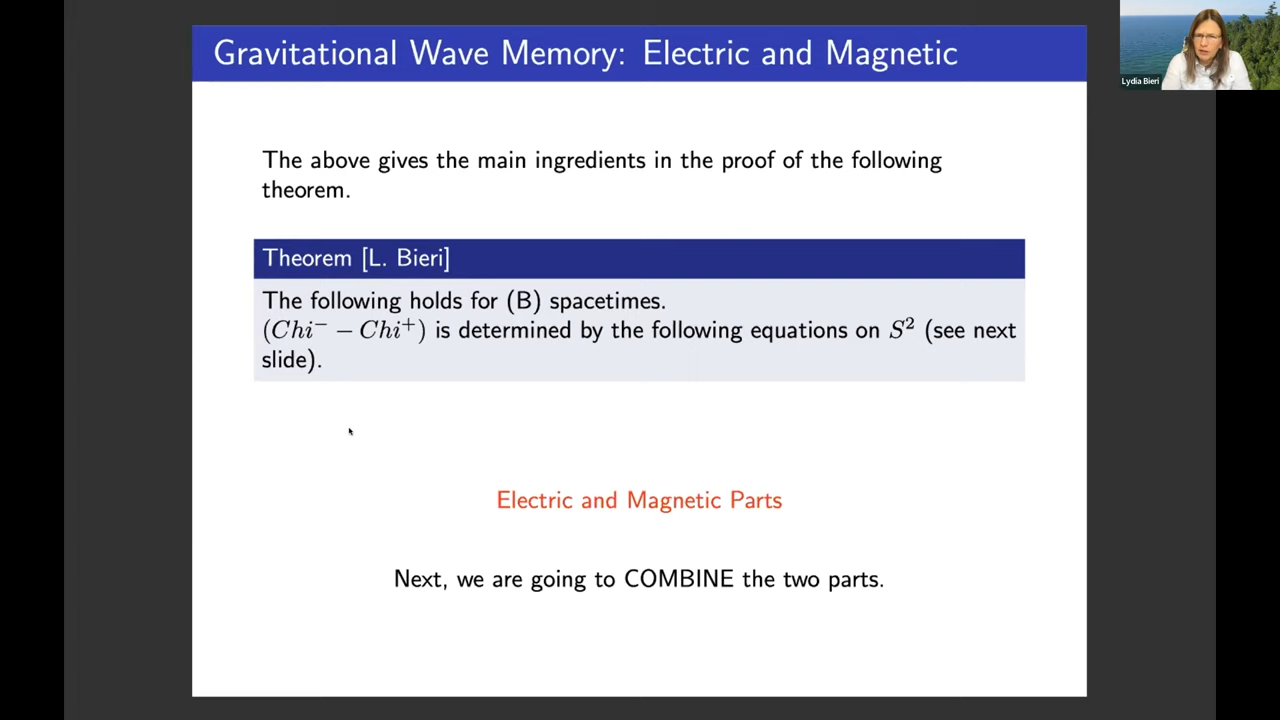 Gravitational Wave Memory: Electric and Magnetic
Lydia Bieri
The above gives the main ingredients in the proof of the following
theorem.
Theorem [L. Bieri]
The following holds for (B) spacetimes.
(Chi⁻ − Chi⁺) is determined by the following equations on S² (see next
slide).
Electric and Magnetic Parts
Next, we are going to COMBINE the two parts.